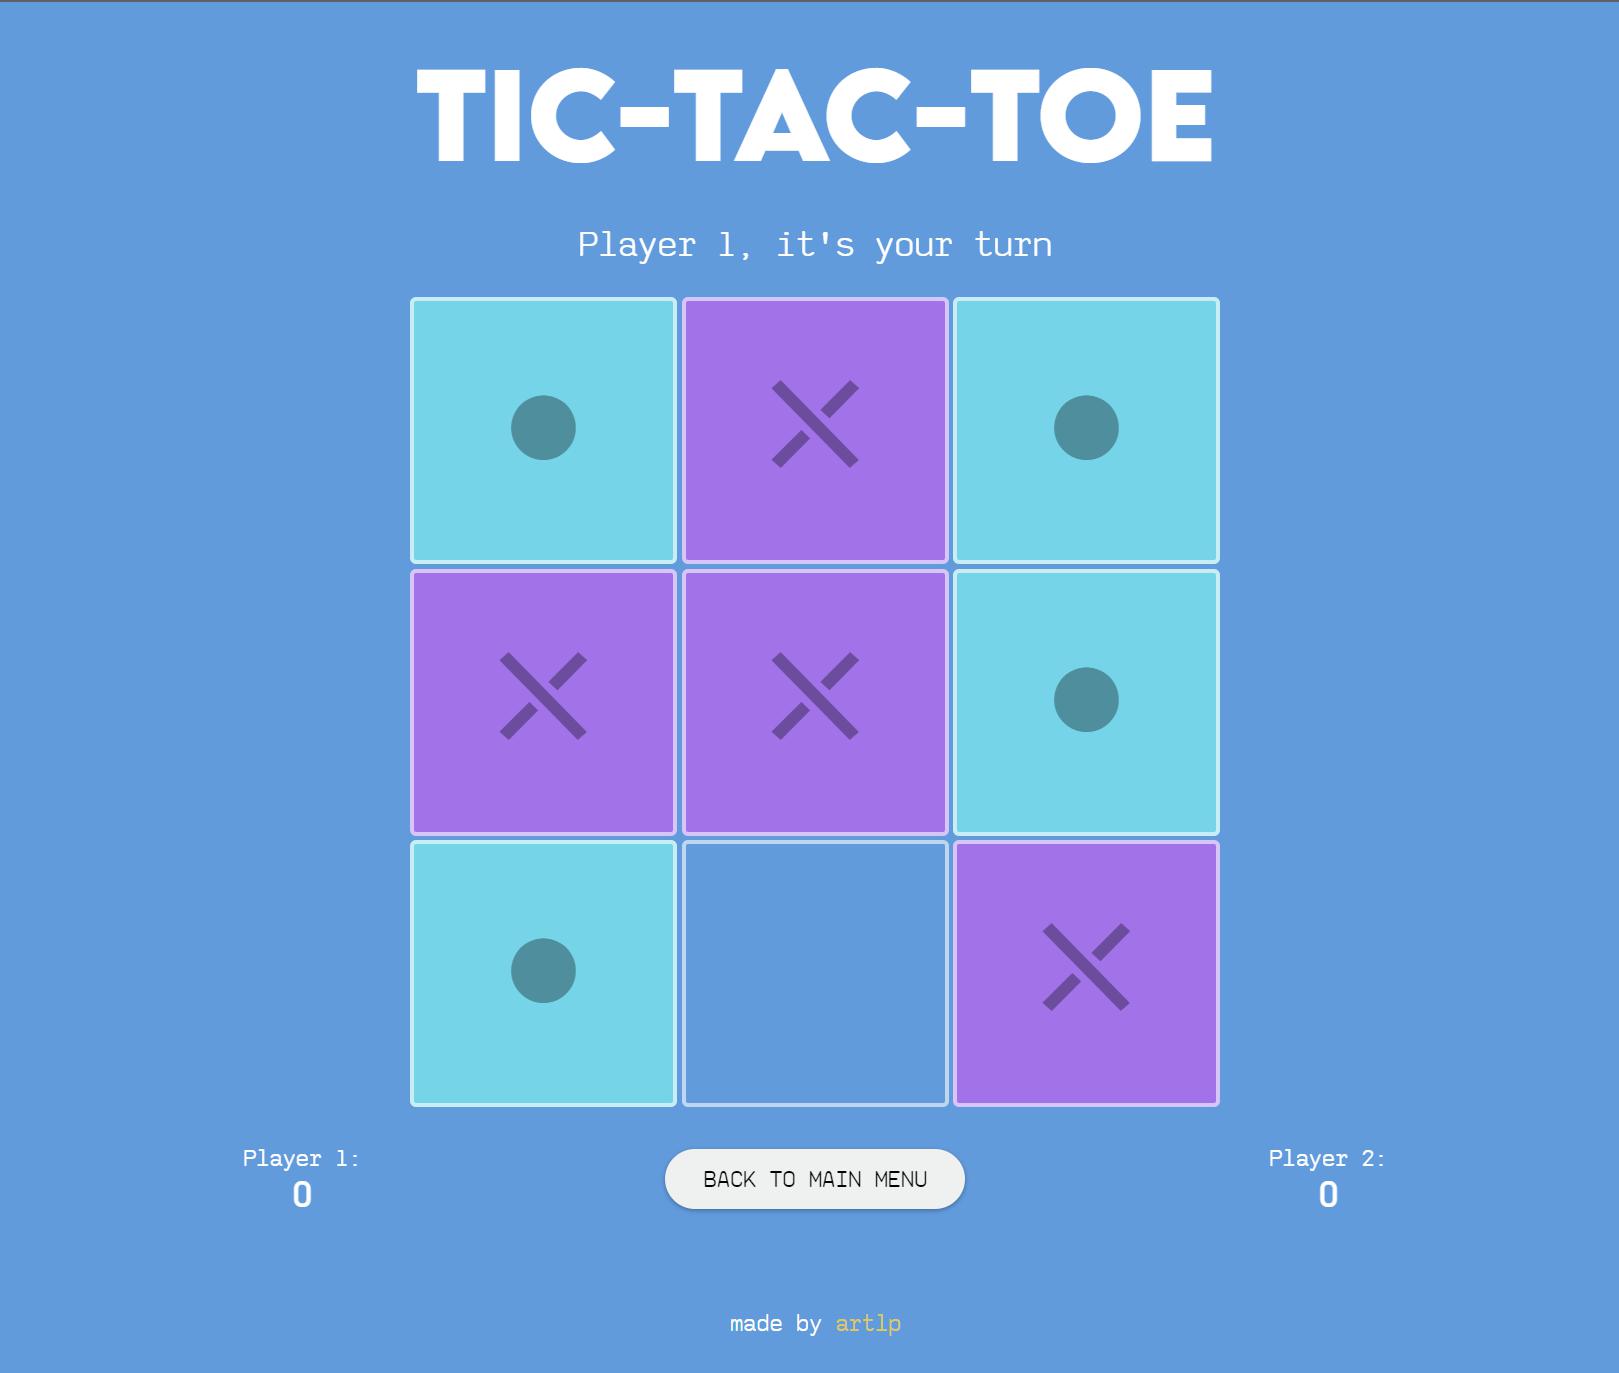 TIC-TAC-TOE
Player 1, it's your turn
Player 1:
0
BACK TO MAIN MENU
Player 2:
0
made by artlp